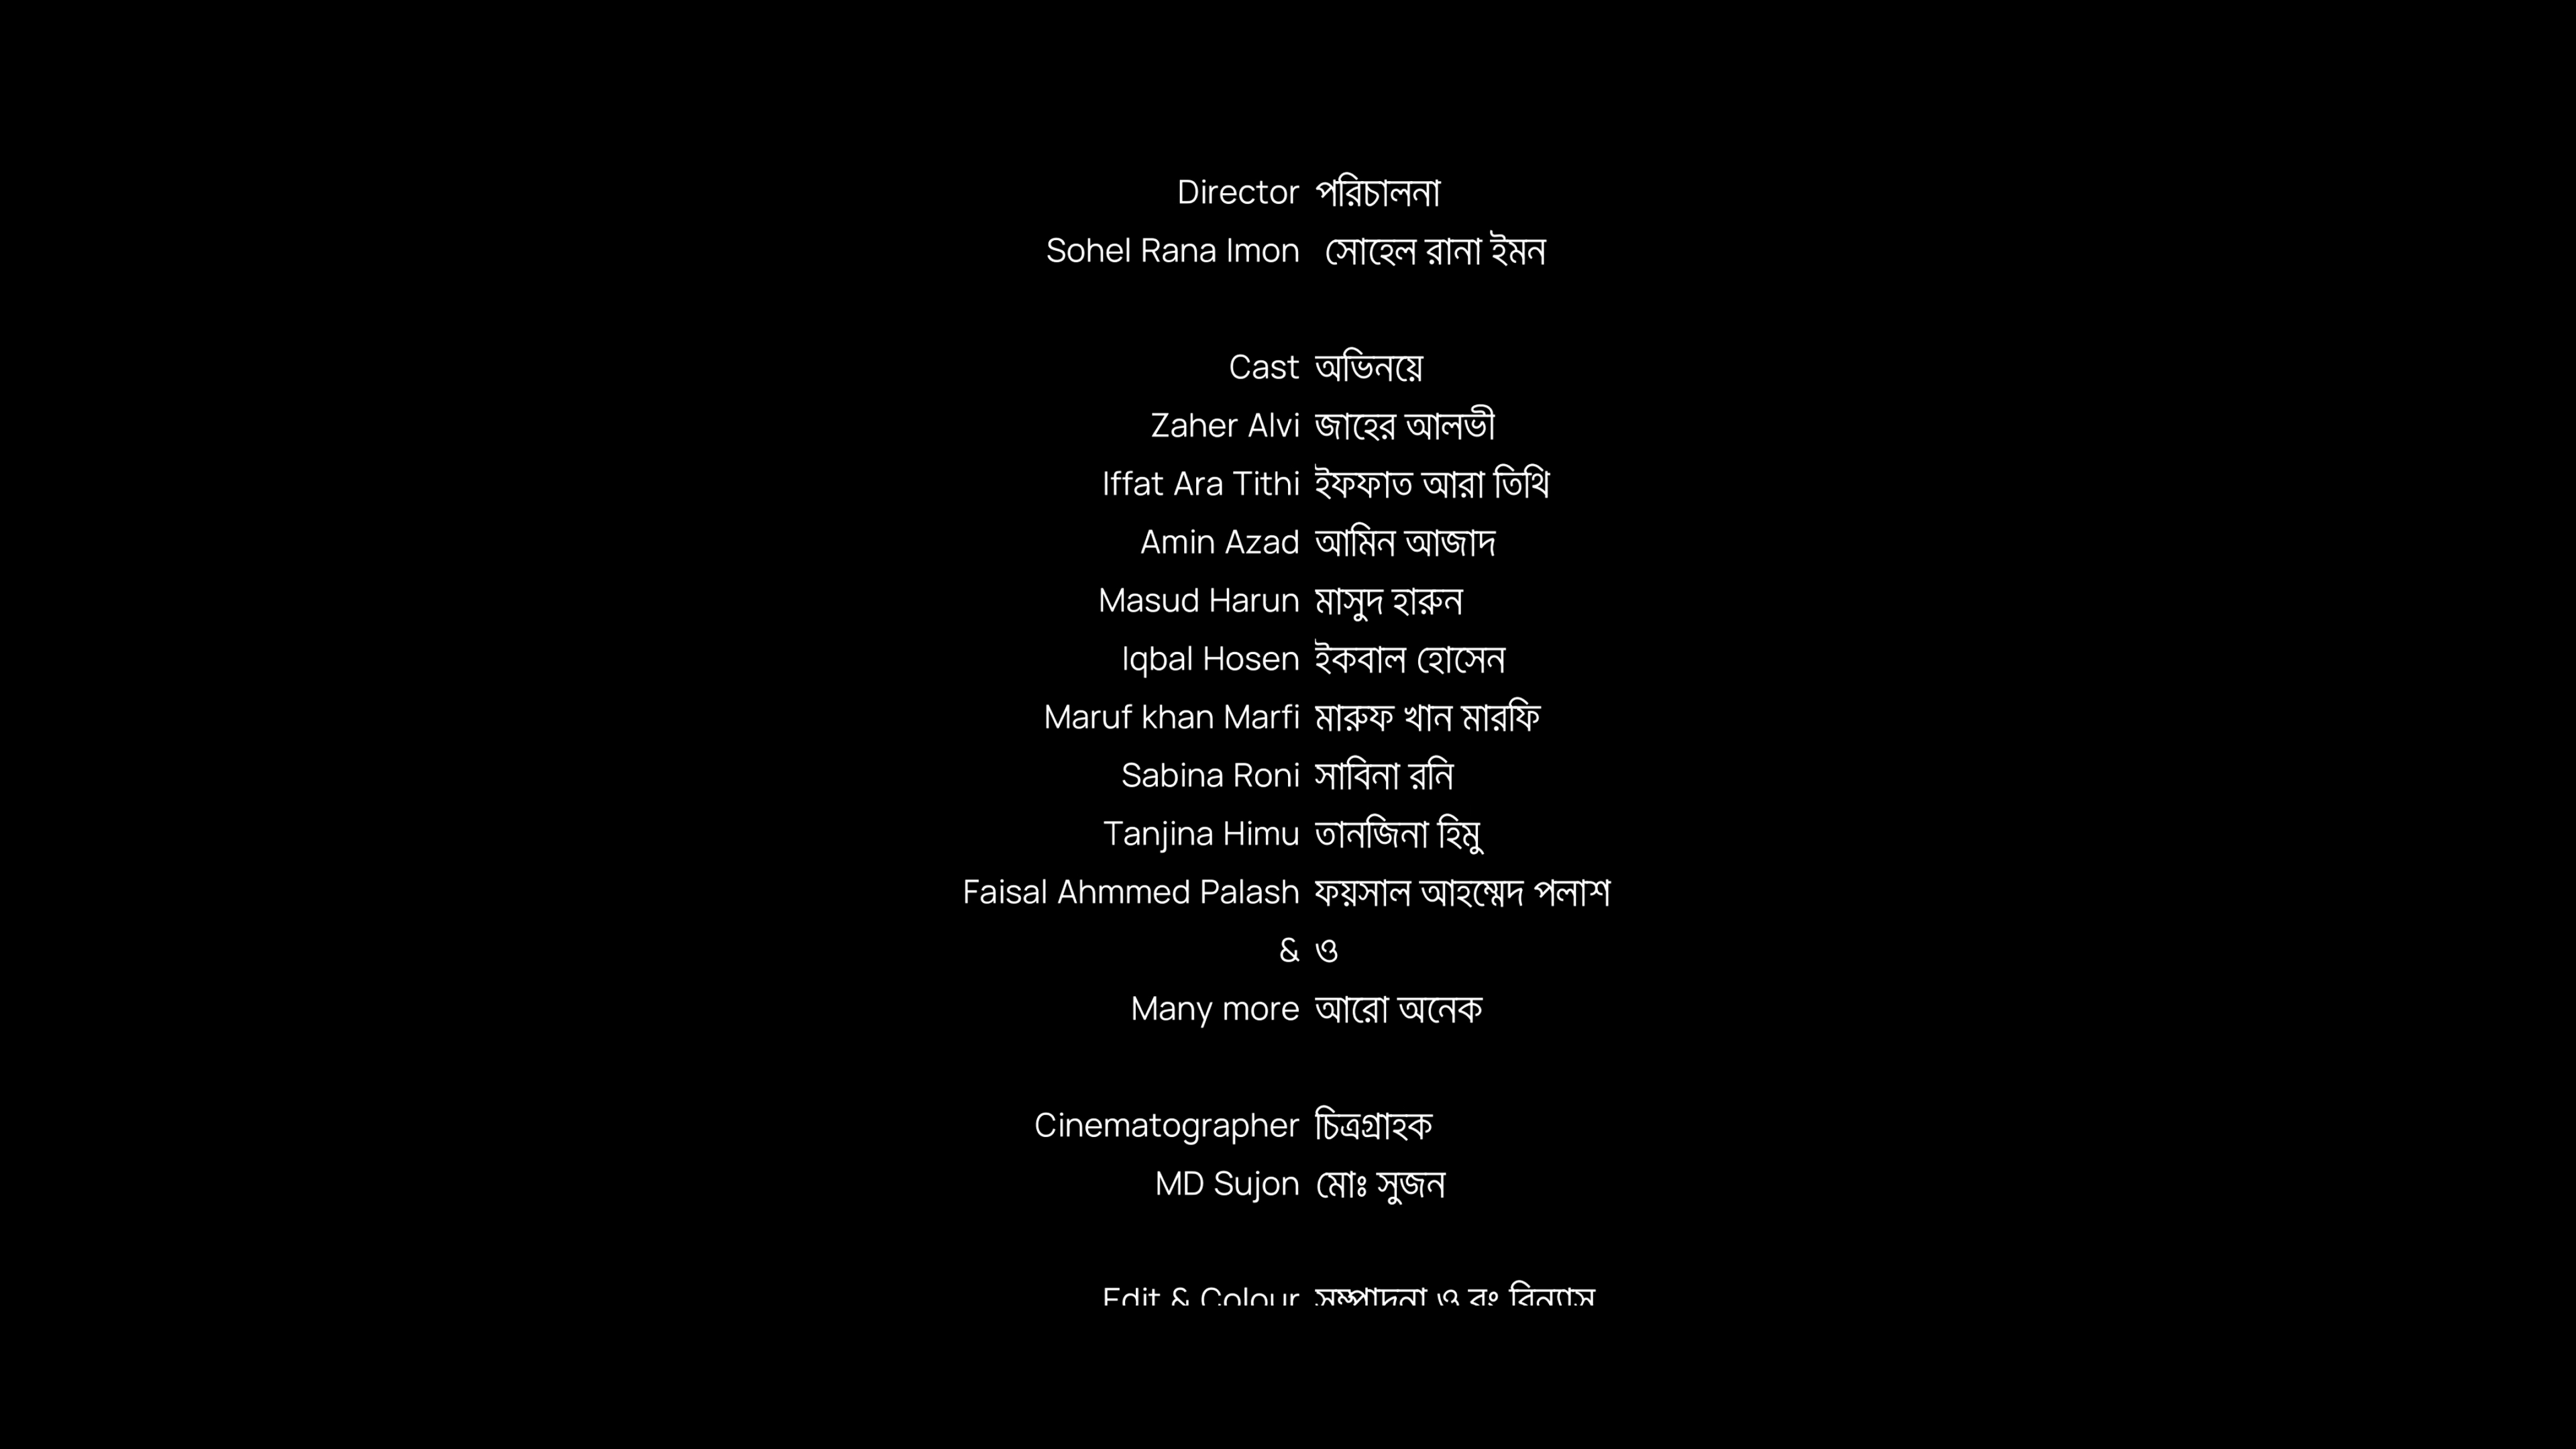 Director পরিচালনা
Sohel Rana Imon সোহেল রানা ইমন
Cast অভিনয়ে
Zaher Alvi জাহের আলভী
Iffat Ara Tithi ইফফাত আরা তিথি
Amin Azad আমিন আজাদ
Masud Harun মাসুদ হারুন
Iqbal Hosen ইকবাল হোসেন
Maruf khan Marfi মারুফ খান মারফি
Sabina Roni সাবিনা রনি
Tanjina Himu তানজিনা হিমু
Faisal Ahmmed Palash ফয়সাল আহম্মেদ পলাশ
& ও
Many more আরো অনেক
Cinematographer চিত্রগ্রাহক
MD Sujon মোঃ সুজন
Edit & Colour সম্পাদনা ও রং বিন্যাস